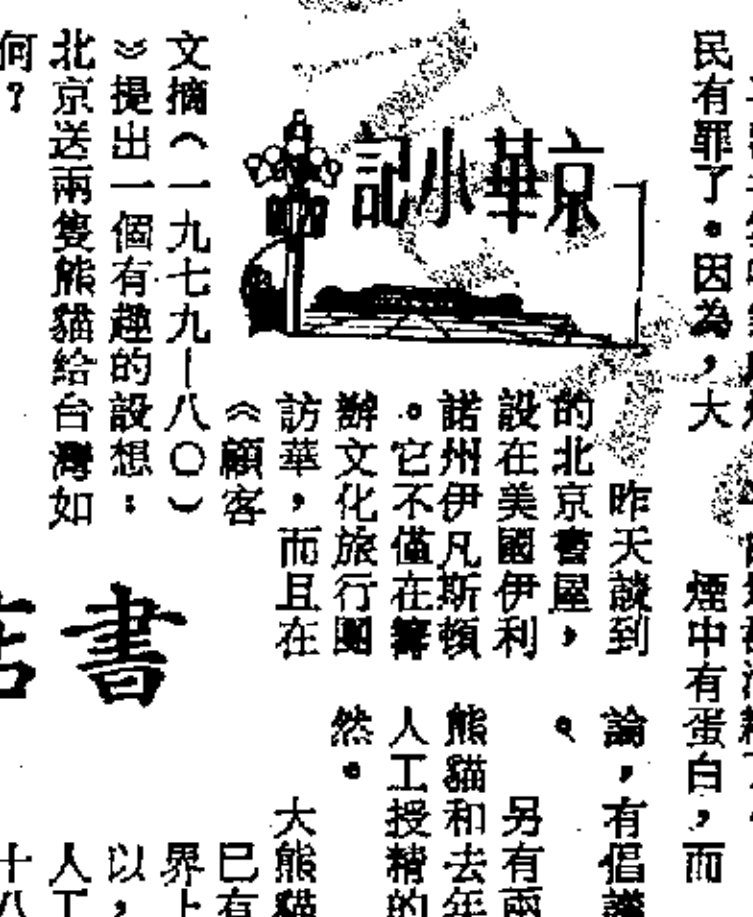 民有罪了。因為，大
煙中有蛋白，而
京華小記
昨天談到
的北京書屋，
設在美國伊利
諾州伊凡斯頓
。它不僅在籌
辦文化旅行團
訪華，而且在
《顧客
文摘（一九七九—八〇）
》提出一個有趣的設想：
北京送兩隻熊貓給台灣如
何？
論，有倡議
。
另有兩
熊貓和去年
人工授精的
然。
大熊貓
已有
界上
以，
人工
十八
書